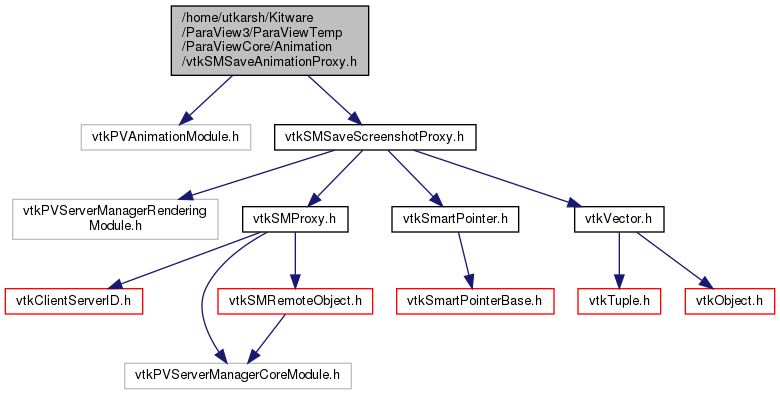 /home/utkarsh/Kitware
/ParaView3/ParaViewTemp
/ParaViewCore/Animation
/vtkSMSaveAnimationProxy.h
vtkPVAnimationModule.h
vtkSMSaveScreenshotProxy.h
vtkPVServerManagerRendering
Module.h
vtkSMProxy.h
vtkSmartPointer.h
vtkVector.h
vtkClientServerID.h
vtkSMRemoteObject.h
vtkSmartPointerBase.h
vtkTuple.h
vtkObject.h
vtkPVServerManagerCoreModule.h